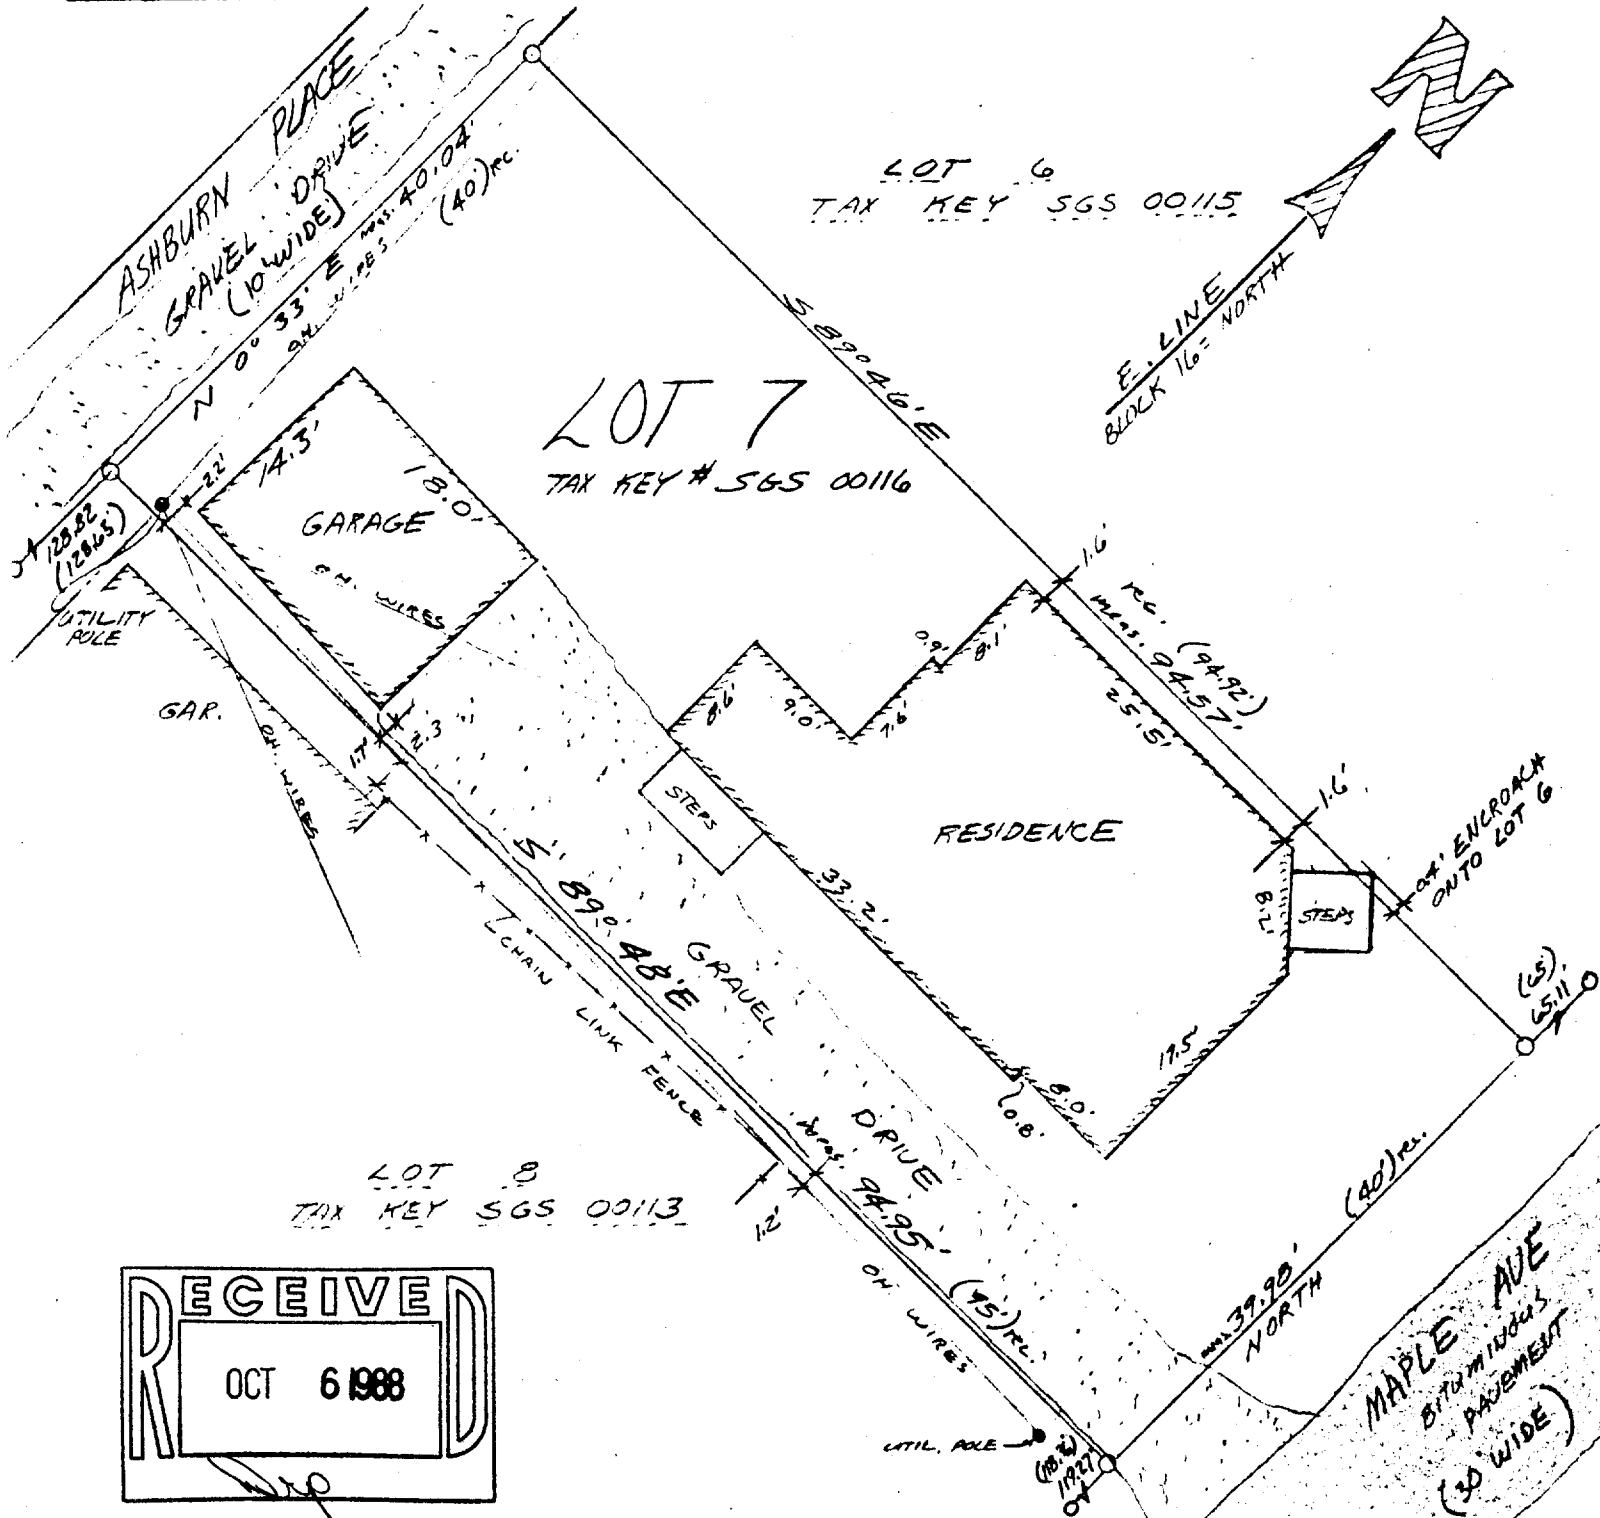 ASHBURN PLACE
GRAVEL DRIVE
(10' WIDE)
N 0° 33' E meas. 40.04'
(40') rec.
O.H. WIRES
LOT 6
TAX KEY SGS 00115
N
E. LINE
BLOCK 16 = NORTH
S 89° 46' E
LOT 7
TAX KEY # SGS 00116
14.3'
18.0'
2.2'
GARAGE
O.H. WIRES
128.82
(128.65')
UTILITY
POLE
GAR.
O.H. WIRES
1.7'
2.3
1.6'
rec.
meas. (94.92')
94.57'
0.9'
8.1'
8.6'
9.0'
7.6'
25.5'
STEPS
RESIDENCE
1.6'
0.4' ENCROACH
ONTO LOT 6
33.2'
STEPS
S 89° 48' E
GRAVEL
DRIVE
CHAIN LINK FENCE
(65')
65.11'
19.5'
8.0'
0.8'
meas.
94.95'
(95') rec.
1.2'
OH WIRES
LOT 8
TAX KEY SGS 00113
(40') rec.
meas. 39.98'
NORTH
MAPLE AVE
BITUMINOUS
PAVEMENT
(30' WIDE)
UTIL. POLE
119.27'
RECEIVED
OCT 6 1988